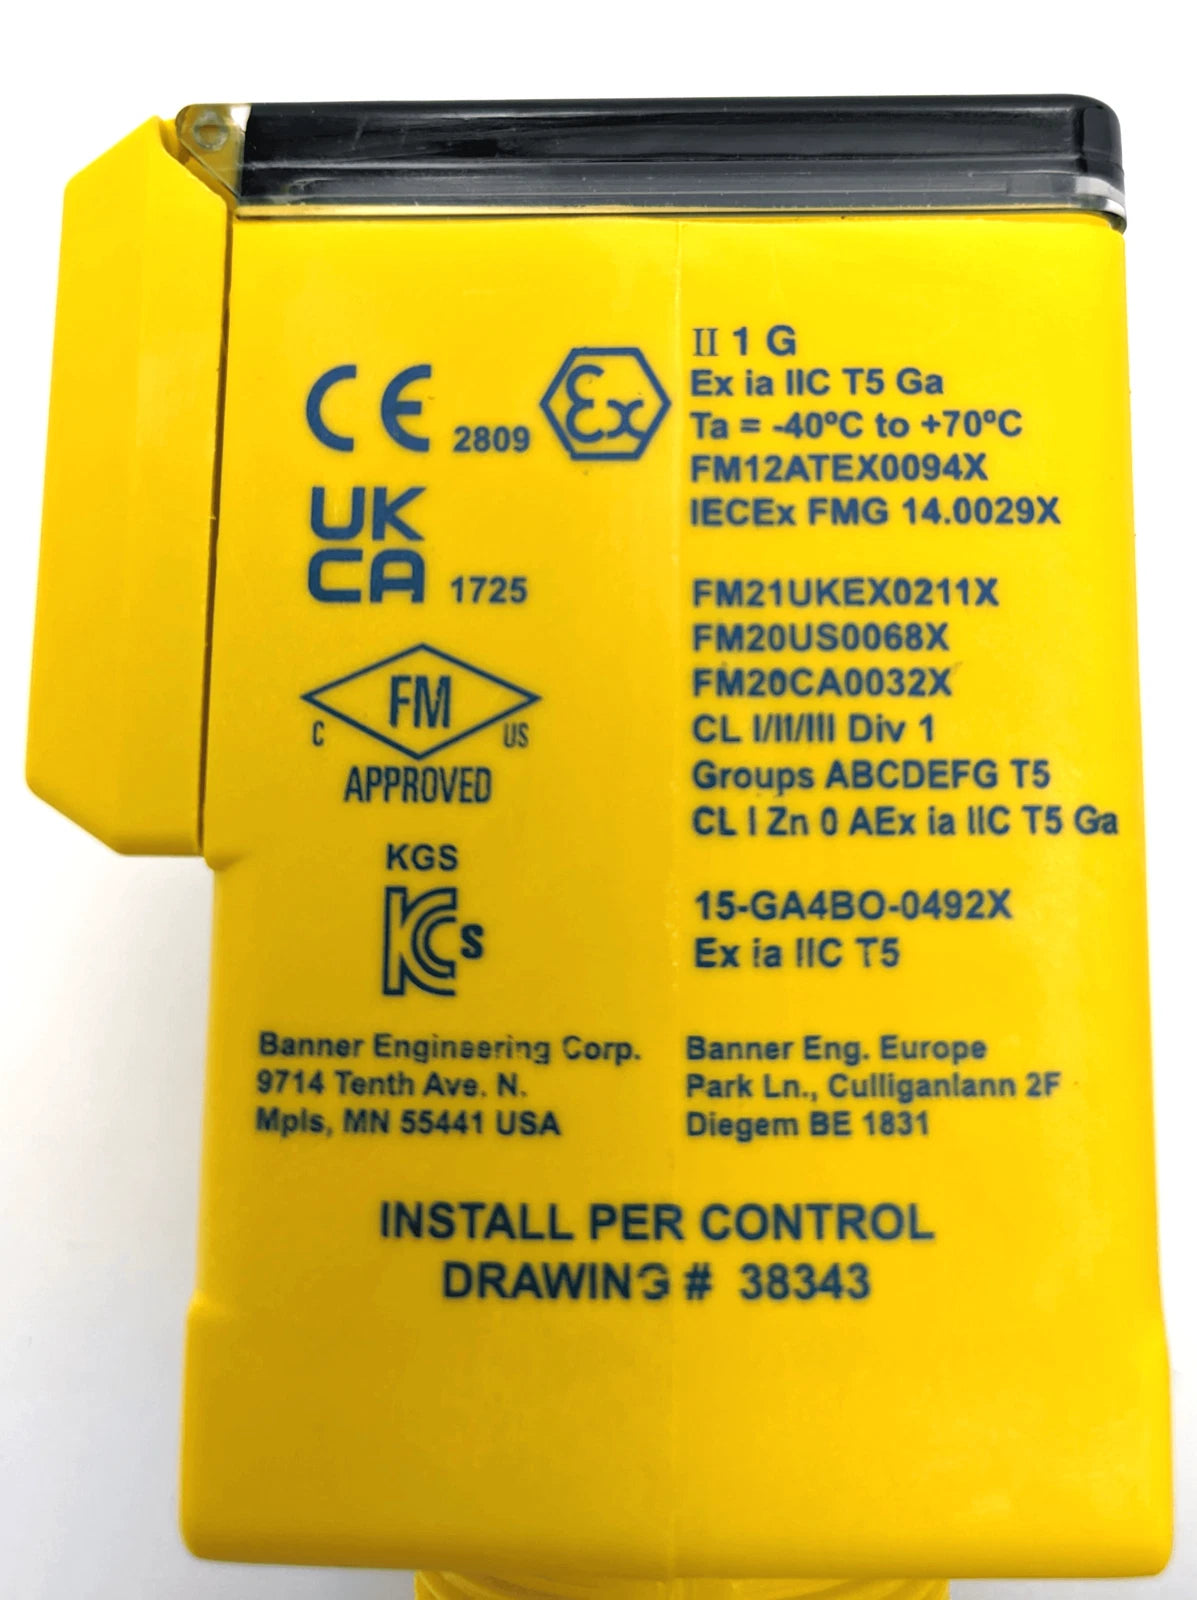 II 1 G
Ex ia IIC T5 Ga
Ta = -40ºC to +70ºC
FM12ATEX0094X
IECEx FMG 14.0029X
CE 2809
Ex
UK
CA 1725
FM21UKEX0211X
FM20US0068X
FM20CA0032X
CL I/II/III Div 1
Groups ABCDEFG T5
CL I Zn 0 AEx ia IIC T5 Ga
FM
C US
APPROVED
KGS
KCs
15-GA4BO-0492X
Ex ia IIC T5
Banner Engineering Corp.
9714 Tenth Ave. N.
Mpls, MN 55441 USA
Banner Eng. Europe
Park Ln., Culliganlann 2F
Diegem BE 1831
INSTALL PER CONTROL
DRAWING # 38343